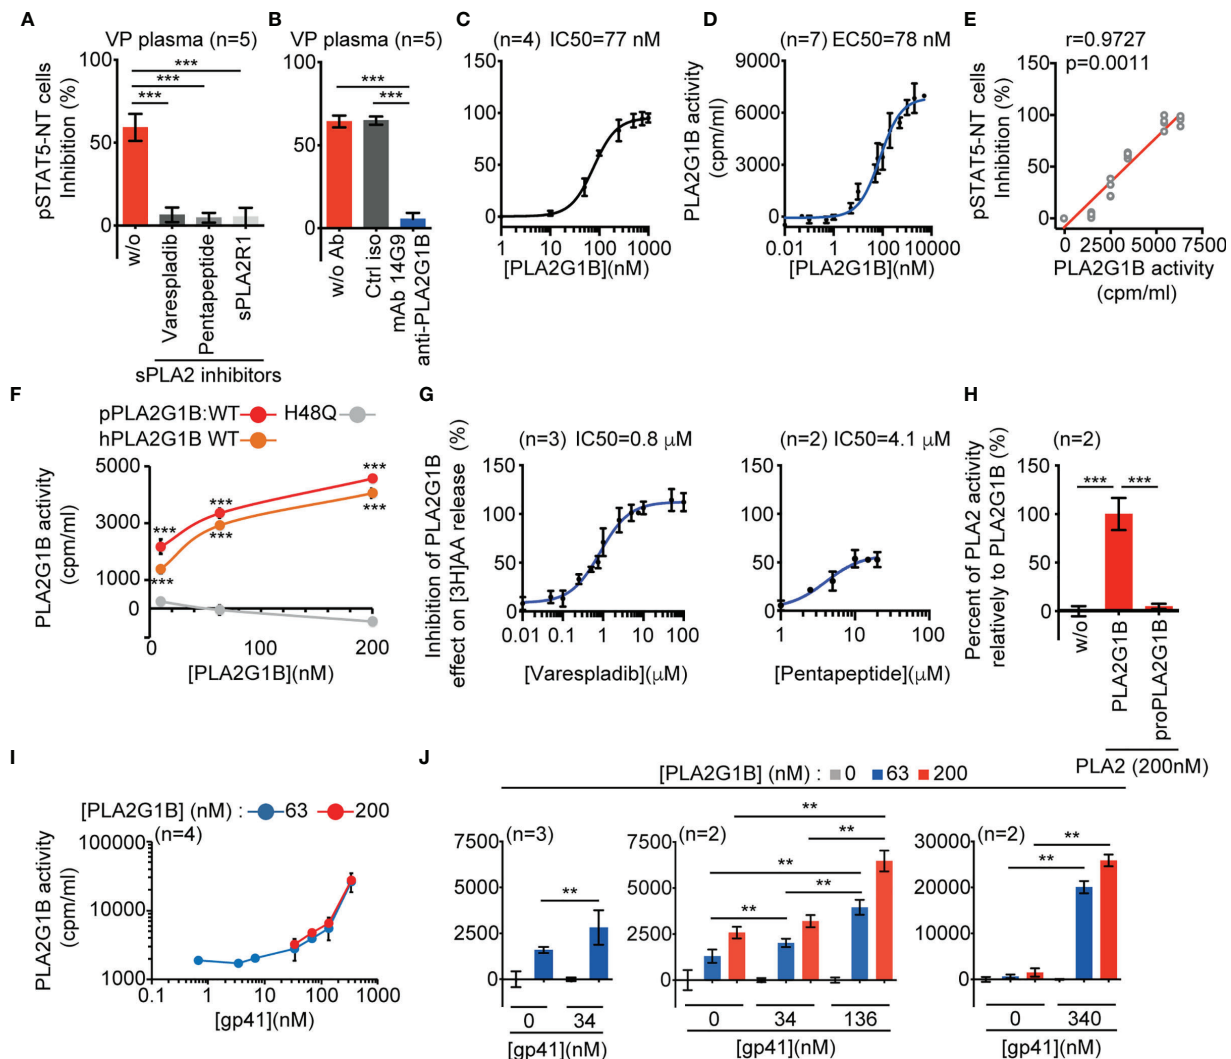 A
VP plasma (n=5)
***
***
***
pSTAT5-NT cells
Inhibition (%)
100
50
0
w/o
Varespladib
Pentapeptide
sPLA2R1
sPLA2 inhibitors
B
VP plasma (n=5)
***
***
100
50
0
w/o Ab
Ctrl iso
mAb 14G9
anti-PLA2G1B
C
(n=4) IC50=77 nM
150
100
50
0
1 10 100 1000
[PLA2G1B](nM)
D
(n=7) EC50=78 nM
PLA2G1B activity
(cpm/ml)
9000
6000
3000
0
0.01 1 100 10000
[PLA2G1B](nM)
E
r=0.9727
p=0.0011
pSTAT5-NT cells
Inhibition (%)
150
100
50
0
0 2500 5000 7500
PLA2G1B activity
(cpm/ml)
F
pPLA2G1B:WT H48Q
hPLA2G1B WT
PLA2G1B activity
(cpm/ml)
5000
3000
1000
0
***
***
***
***
***
***
0 100 200
[PLA2G1B](nM)
G
Inhibition of PLA2G1B
effect on [3H]AA release (%)
(n=3) IC50=0.8 µM
150
100
50
0
0.01 0.1 1 10 100
[Varespladib](µM)
(n=2) IC50=4.1 µM
150
100
50
0
1 10 100
[Pentapeptide](µM)
H
(n=2)
*** ***
Percent of PLA2 activity
relatively to PLA2G1B (%)
150
100
50
0
w/o
PLA2G1B
proPLA2G1B
PLA2 (200nM)
I
[PLA2G1B] (nM) : 63 200
(n=4)
PLA2G1B activity
(cpm/ml)
100000
10000
1000
0.1 1 10 100 1000
[gp41](nM)
J
[PLA2G1B] (nM) : 0 63 200
(n=3)
7500
5000
2500
0
**
0 34
[gp41](nM)
(n=2)
7500
5000
2500
0
**
**
**
**
**
**
0 34 136
[gp41](nM)
(n=2)
30000
20000
10000
0
**
**
0 340
[gp41](nM)